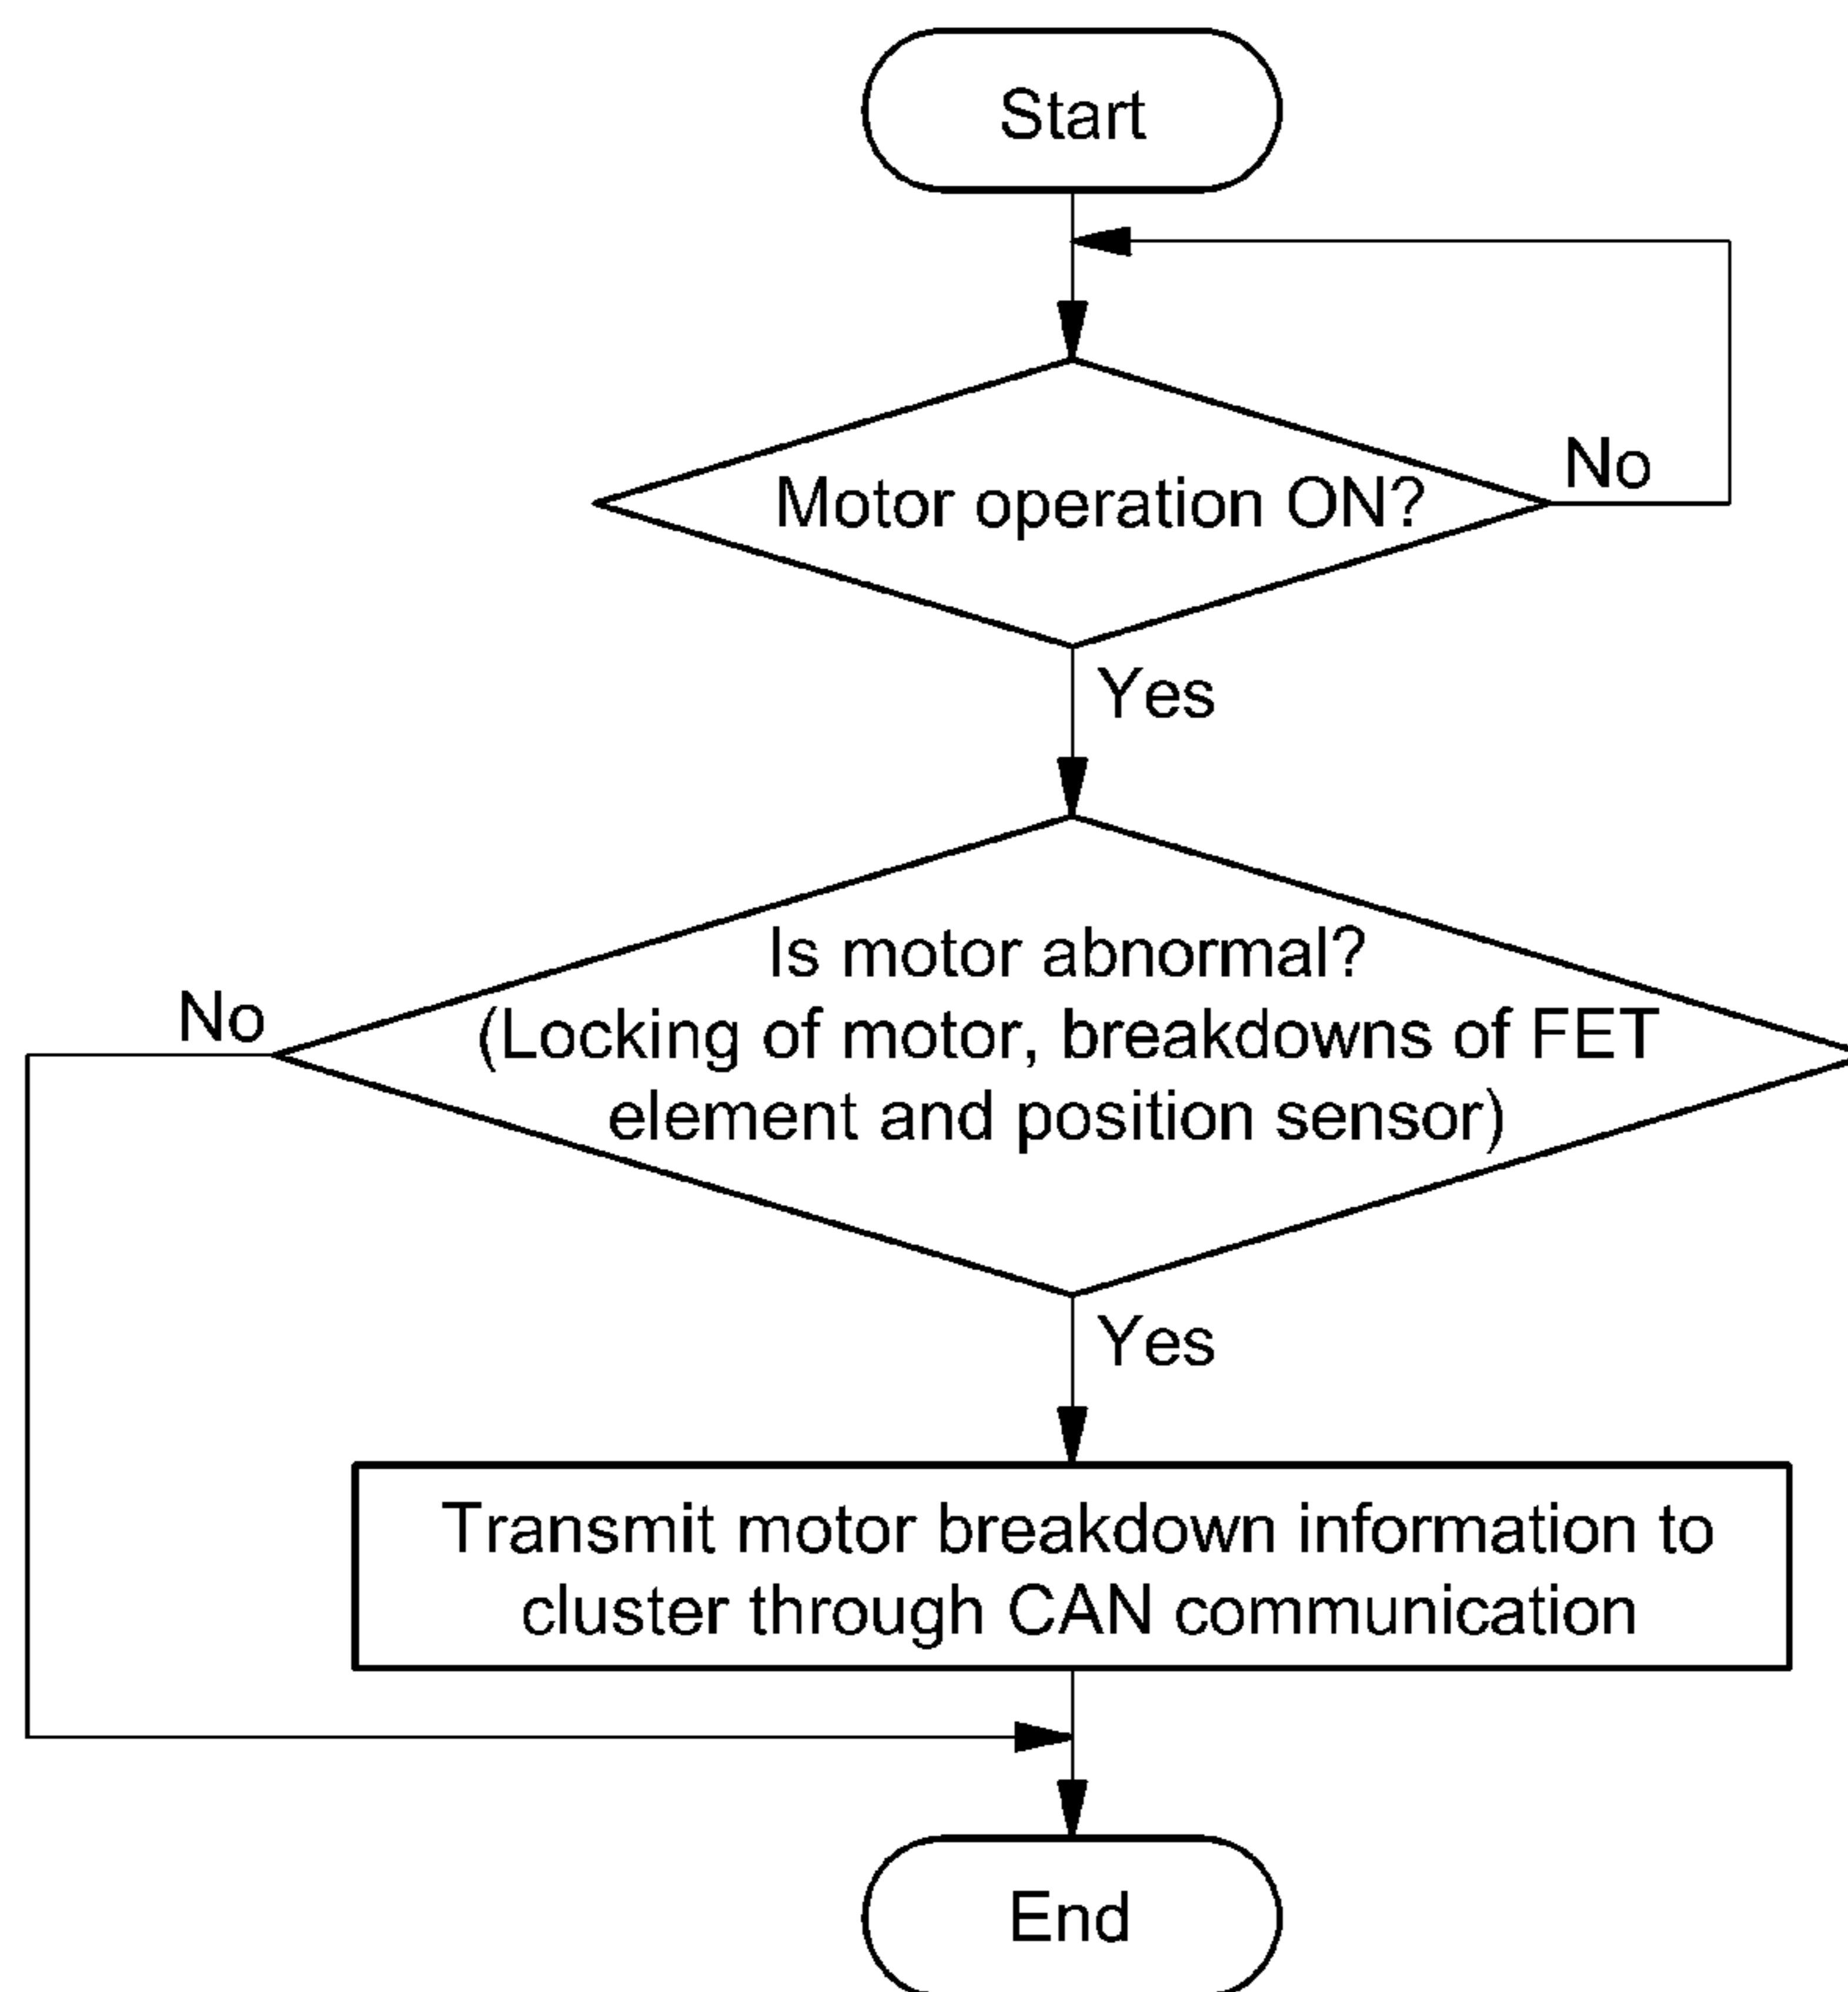 Start
Motor operation ON?
No
Yes
Is motor abnormal?
No
(Locking of motor, breakdowns of FET
element and position sensor)
Yes
Transmit motor breakdown information to
cluster through CAN communication
End